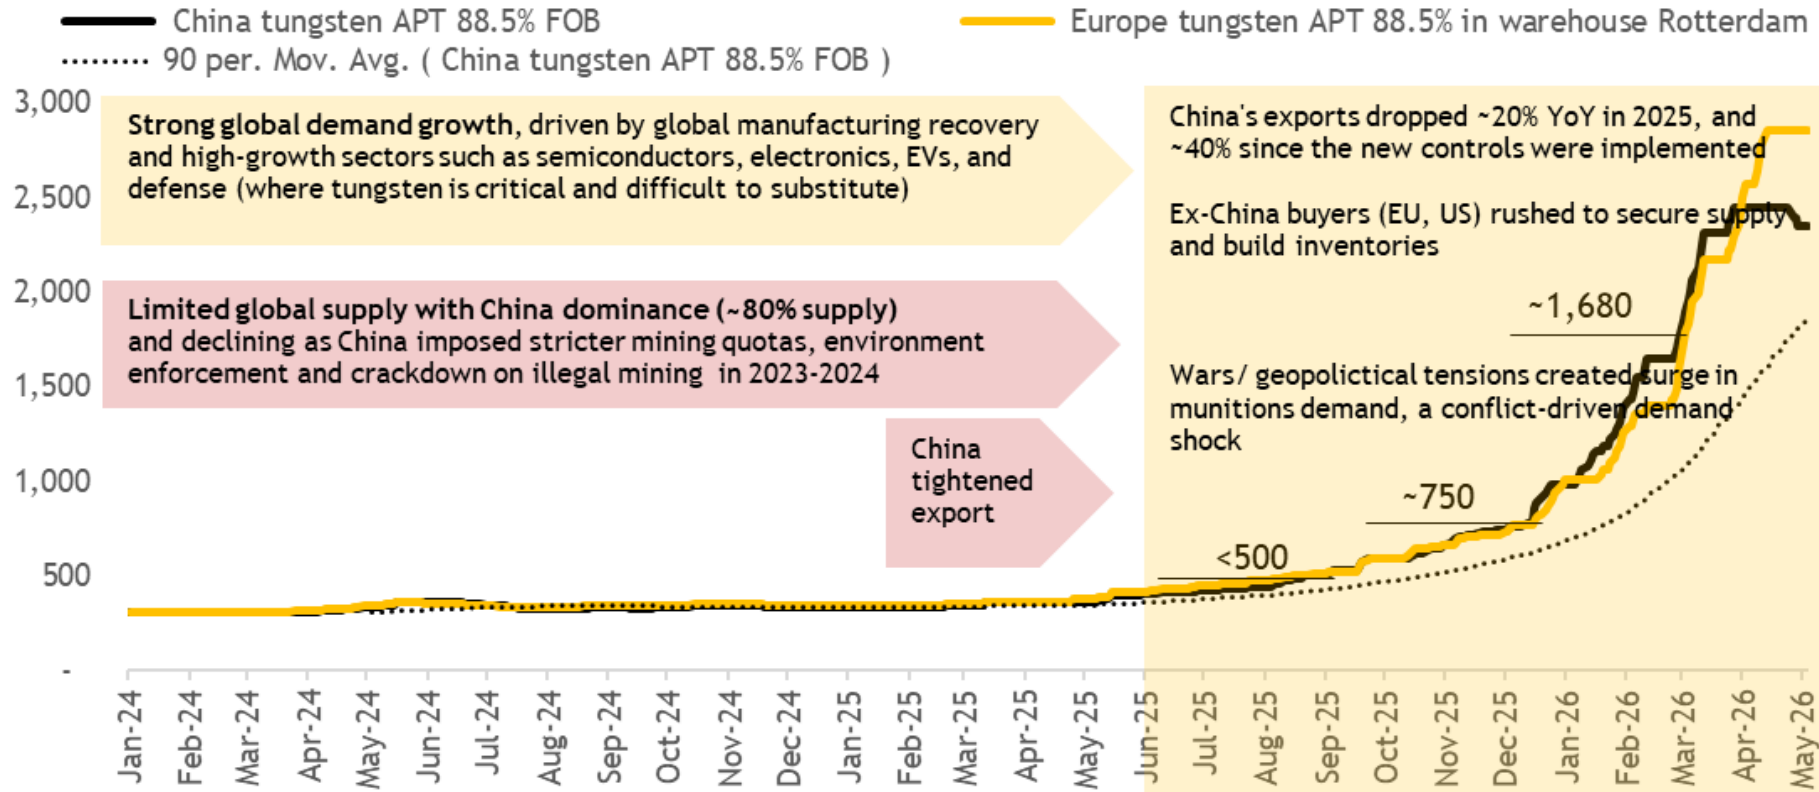 China tungsten APT 88.5% FOB
Europe tungsten APT 88.5% in warehouse Rotterdam
90 per. Mov. Avg. ( China tungsten APT 88.5% FOB )
3,000
2,500
2,000
1,500
1,000
500
-
Strong global demand growth, driven by global manufacturing recovery
and high-growth sectors such as semiconductors, electronics, EVs, and
defense (where tungsten is critical and difficult to substitute)
Limited global supply with China dominance (~80% supply)
and declining as China imposed stricter mining quotas, environment
enforcement and crackdown on illegal mining in 2023-2024
China
tightened
export
China's exports dropped ~20% YoY in 2025, and
~40% since the new controls were implemented
Ex-China buyers (EU, US) rushed to secure supply
and build inventories
~1,680
Wars/ geopolictical tensions created surge in
munitions demand, a conflict-driven demand
shock
~750
<500
Jan-24
Feb-24
Mar-24
Apr-24
May-24
Jun-24
Jul-24
Aug-24
Sep-24
Oct-24
Nov-24
Dec-24
Jan-25
Feb-25
Mar-25
Apr-25
May-25
Jun-25
Jul-25
Aug-25
Sep-25
Oct-25
Nov-25
Dec-25
Jan-26
Feb-26
Mar-26
Apr-26
May-26